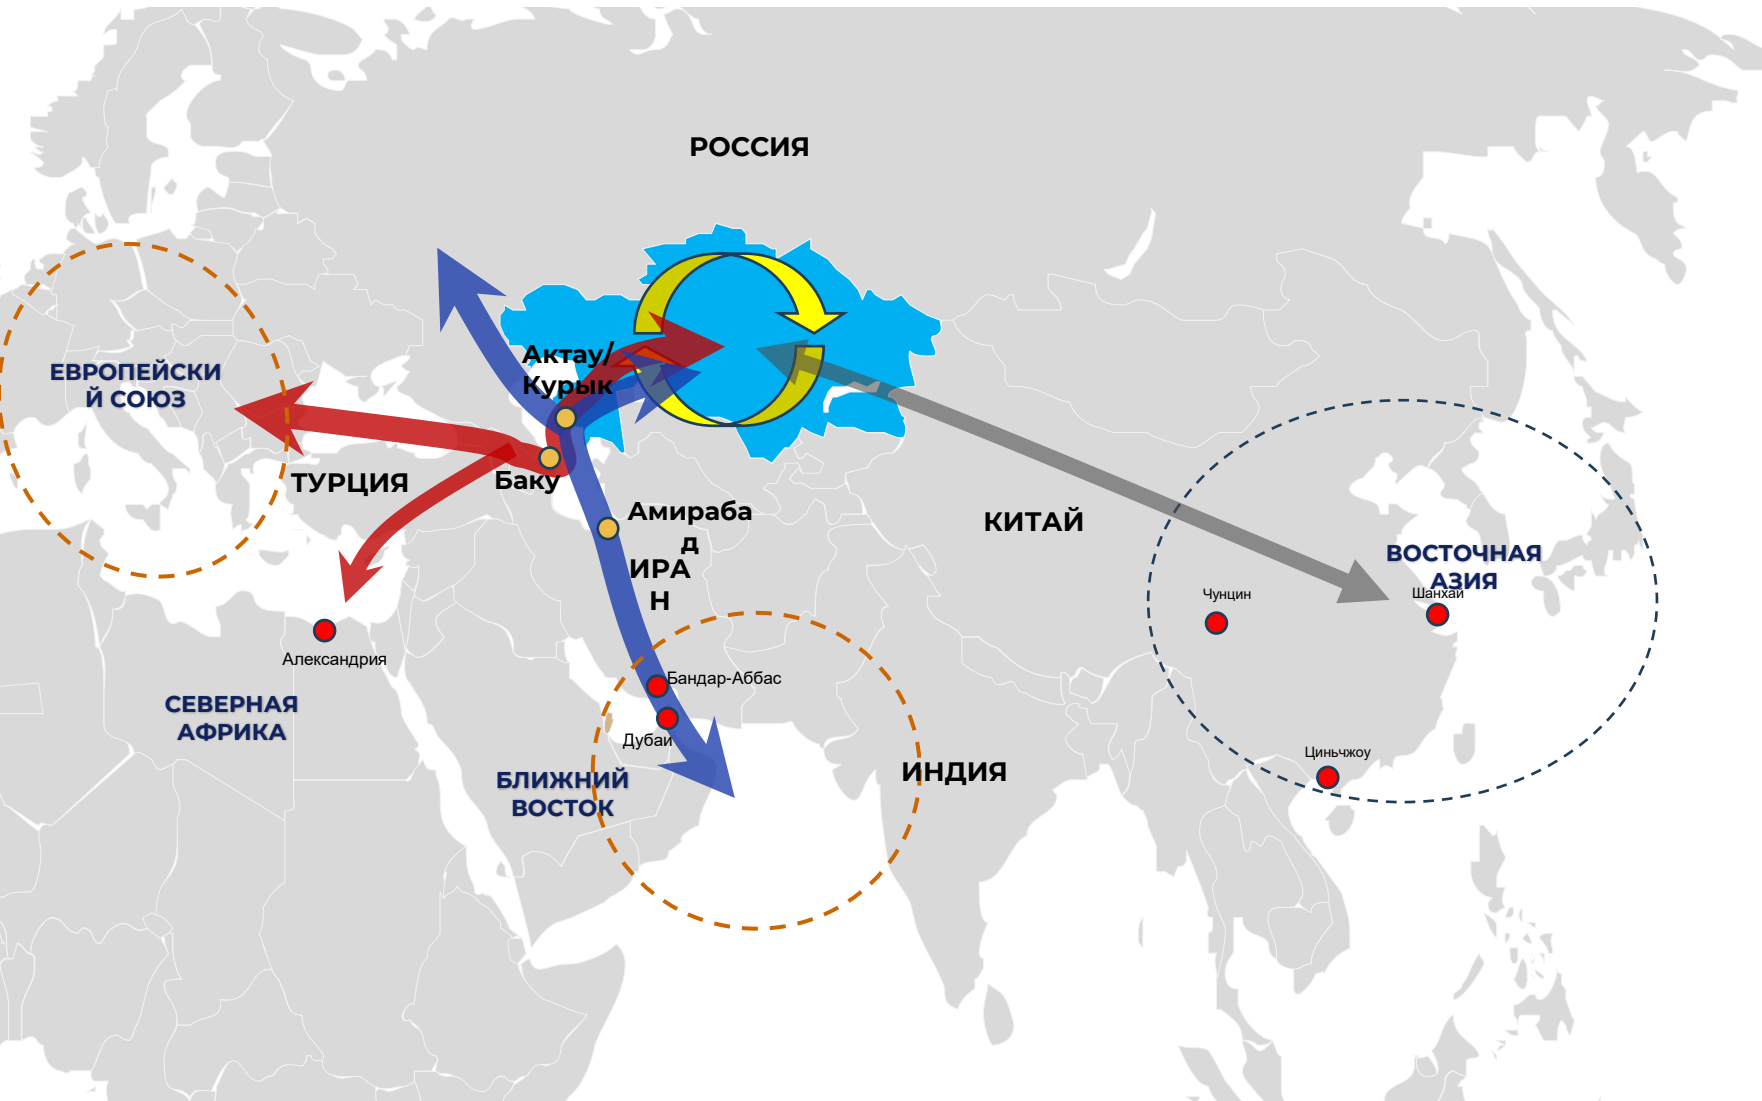 РОССИЯ
Актау/
Курык
ЕВРОПЕЙСКИ
Й СОЮЗ
ТУРЦИЯ
Баку
Амираба
д
ИРА
Н
КИТАЙ
ВОСТОЧНАЯ
АЗИЯ
Чунцин
Шанхай
Александрия
Бандар-Аббас
СЕВЕРНАЯ
АФРИКА
Дубаи
БЛИЖНИЙ
ВОСТОК
ИНДИЯ
Циньчжоу